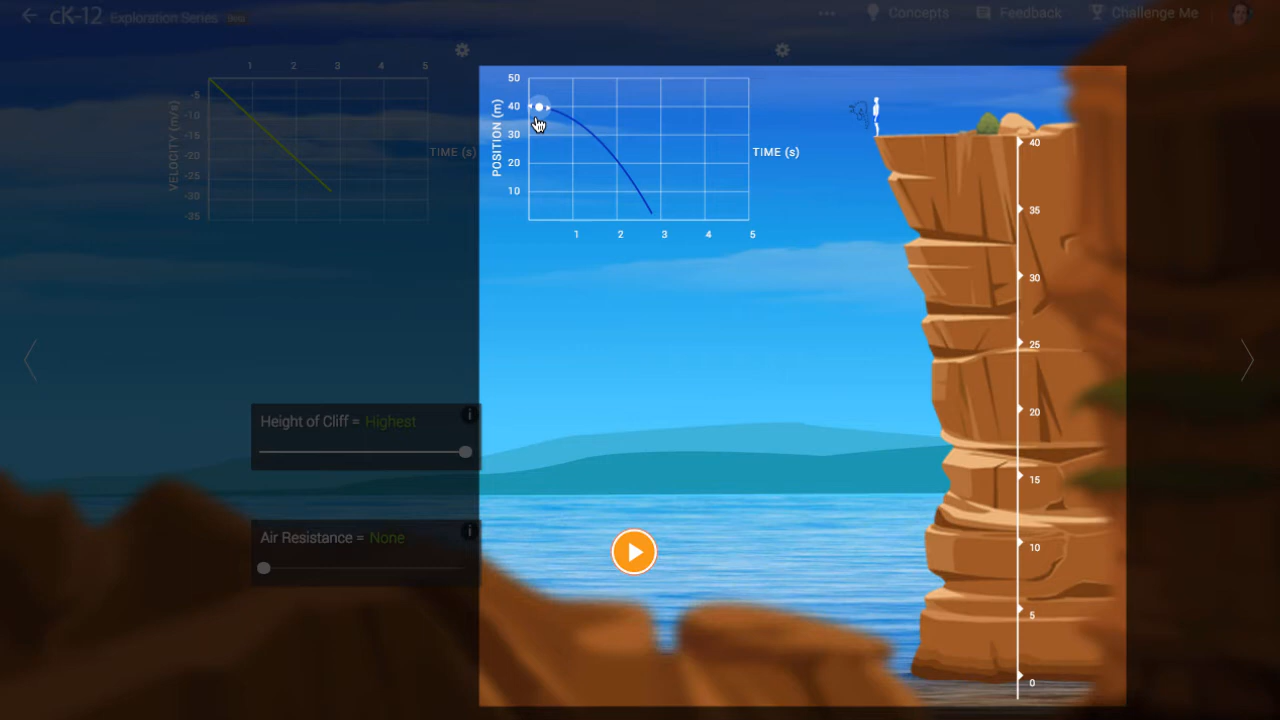 cK-12 Exploration Series Beta
••• Concepts Feedback Challenge Me
1 2 3 4 5
-5
-10
-15
-20
-25
-30
-35
VELOCITY (m/s)
TIME (s)
50
40
30
20
10
POSITION (m)
TIME (s)
1 2 3 4 5
40
35
30
25
20
15
10
5
0
Height of Cliff = Highest
i
Air Resistance = None
i